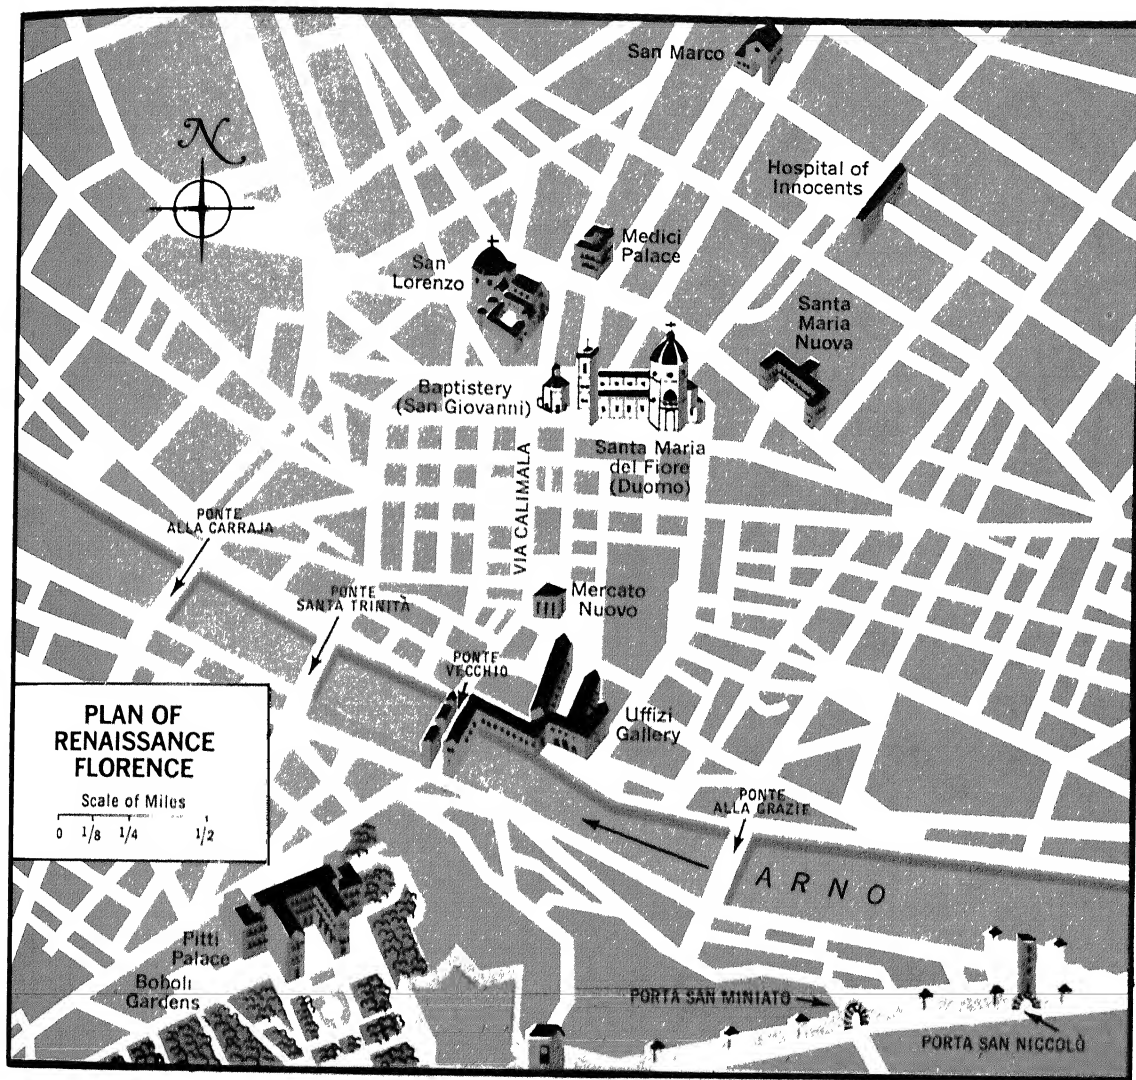 San Marco
N
Hospital of
Innocents
Medici
Palace
San
Lorenzo
Santa
Maria
Nuova
Baptistery
(San Giovanni)
Santa Maria
del Fiore
(Duomo)
VIA CALIMALA
PONTE
ALLA CARRAJA
PONTE
SANTA TRINITÀ
Mercato
Nuovo
PONTE
VECCHIO
Uffizi
Gallery
PLAN OF
RENAISSANCE
FLORENCE
Scale of Miles
0 1/8 1/4 1/2
PONTE
ALLA GRAZIE
ARNO
Pitti
Palace
Boboli
Gardens
PORTA SAN MINIATO
PORTA SAN NICCOLÒ